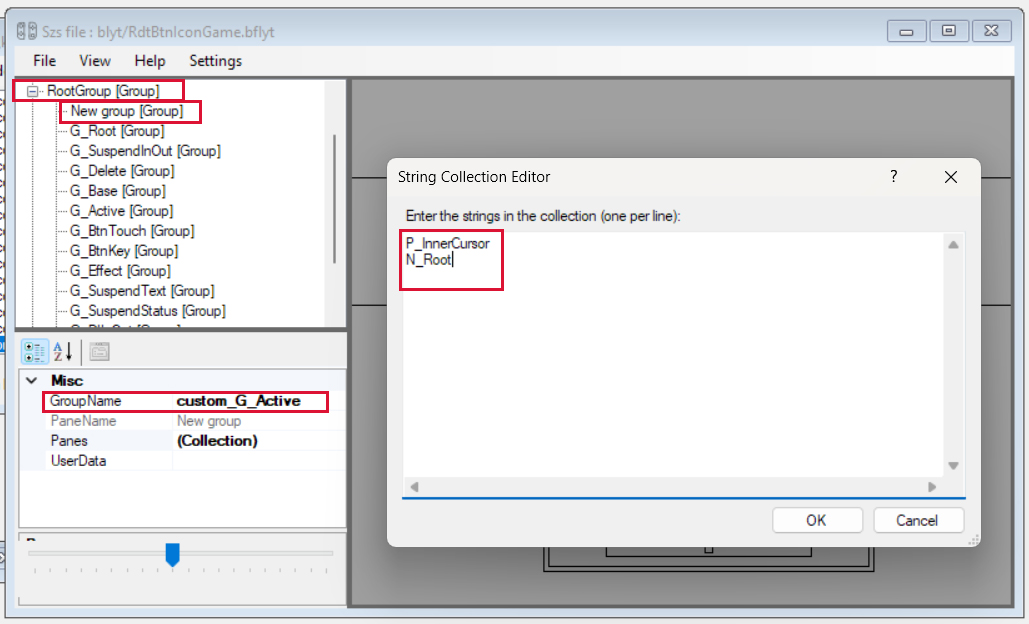 Szs file : blyt/RdtBtnIconGame.bflyt
File View Help Settings
RootGroup [Group]
New group [Group]
G_Root [Group]
G_SuspendInOut [Group]
G_Delete [Group]
G_Base [Group]
G_Active [Group]
G_BtnTouch [Group]
G_BtnKey [Group]
G_Effect [Group]
G_SuspendText [Group]
G_SuspendStatus [Group]
Misc
GroupName custom_G_Active
PaneName New group
Panes (Collection)
UserData
String Collection Editor
?
Enter the strings in the collection (one per line):
P_InnerCursor
N_Root
OK Cancel